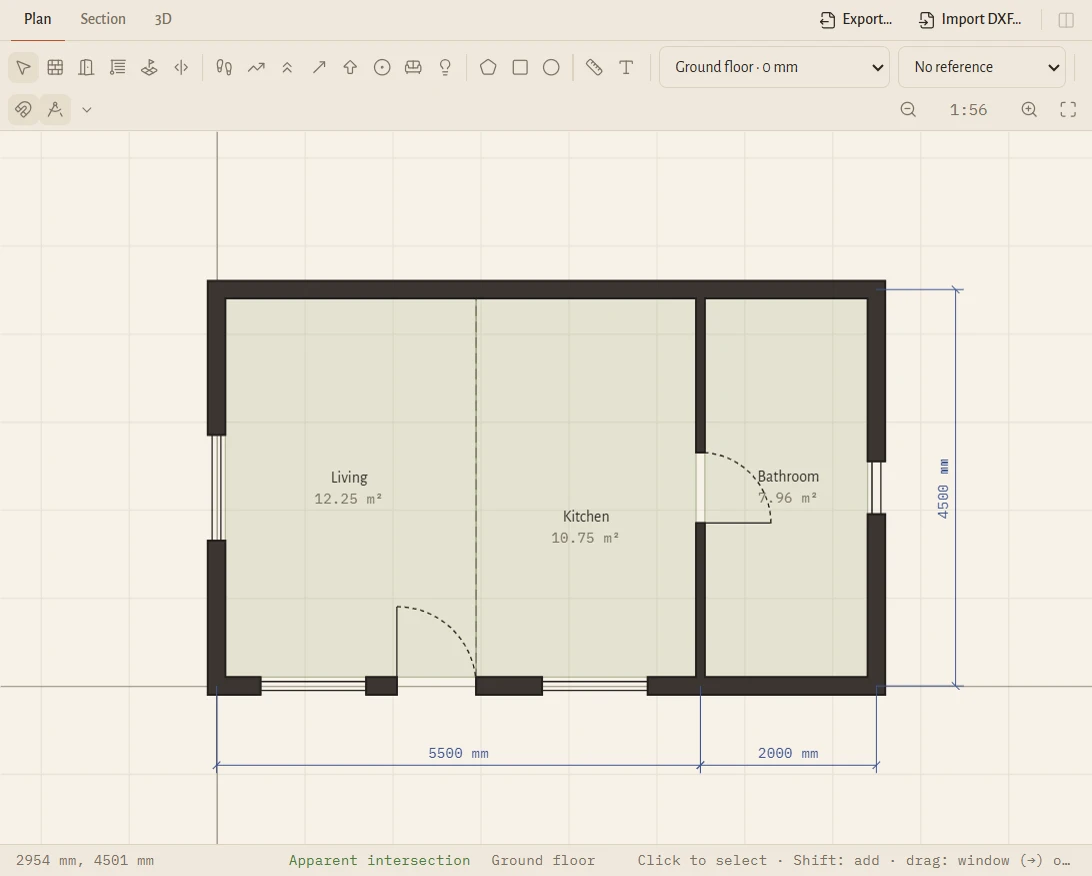 Plan Section 3D Export... Import DXF...
Ground floor · 0 mm No reference
1:56
Living
12.25 m²
Kitchen
10.75 m²
Bathroom
7.96 m²
4500 mm
5500 mm 2000 mm
2954 mm, 4501 mm Apparent intersection Ground floor Click to select · Shift: add · drag: window (→) o…